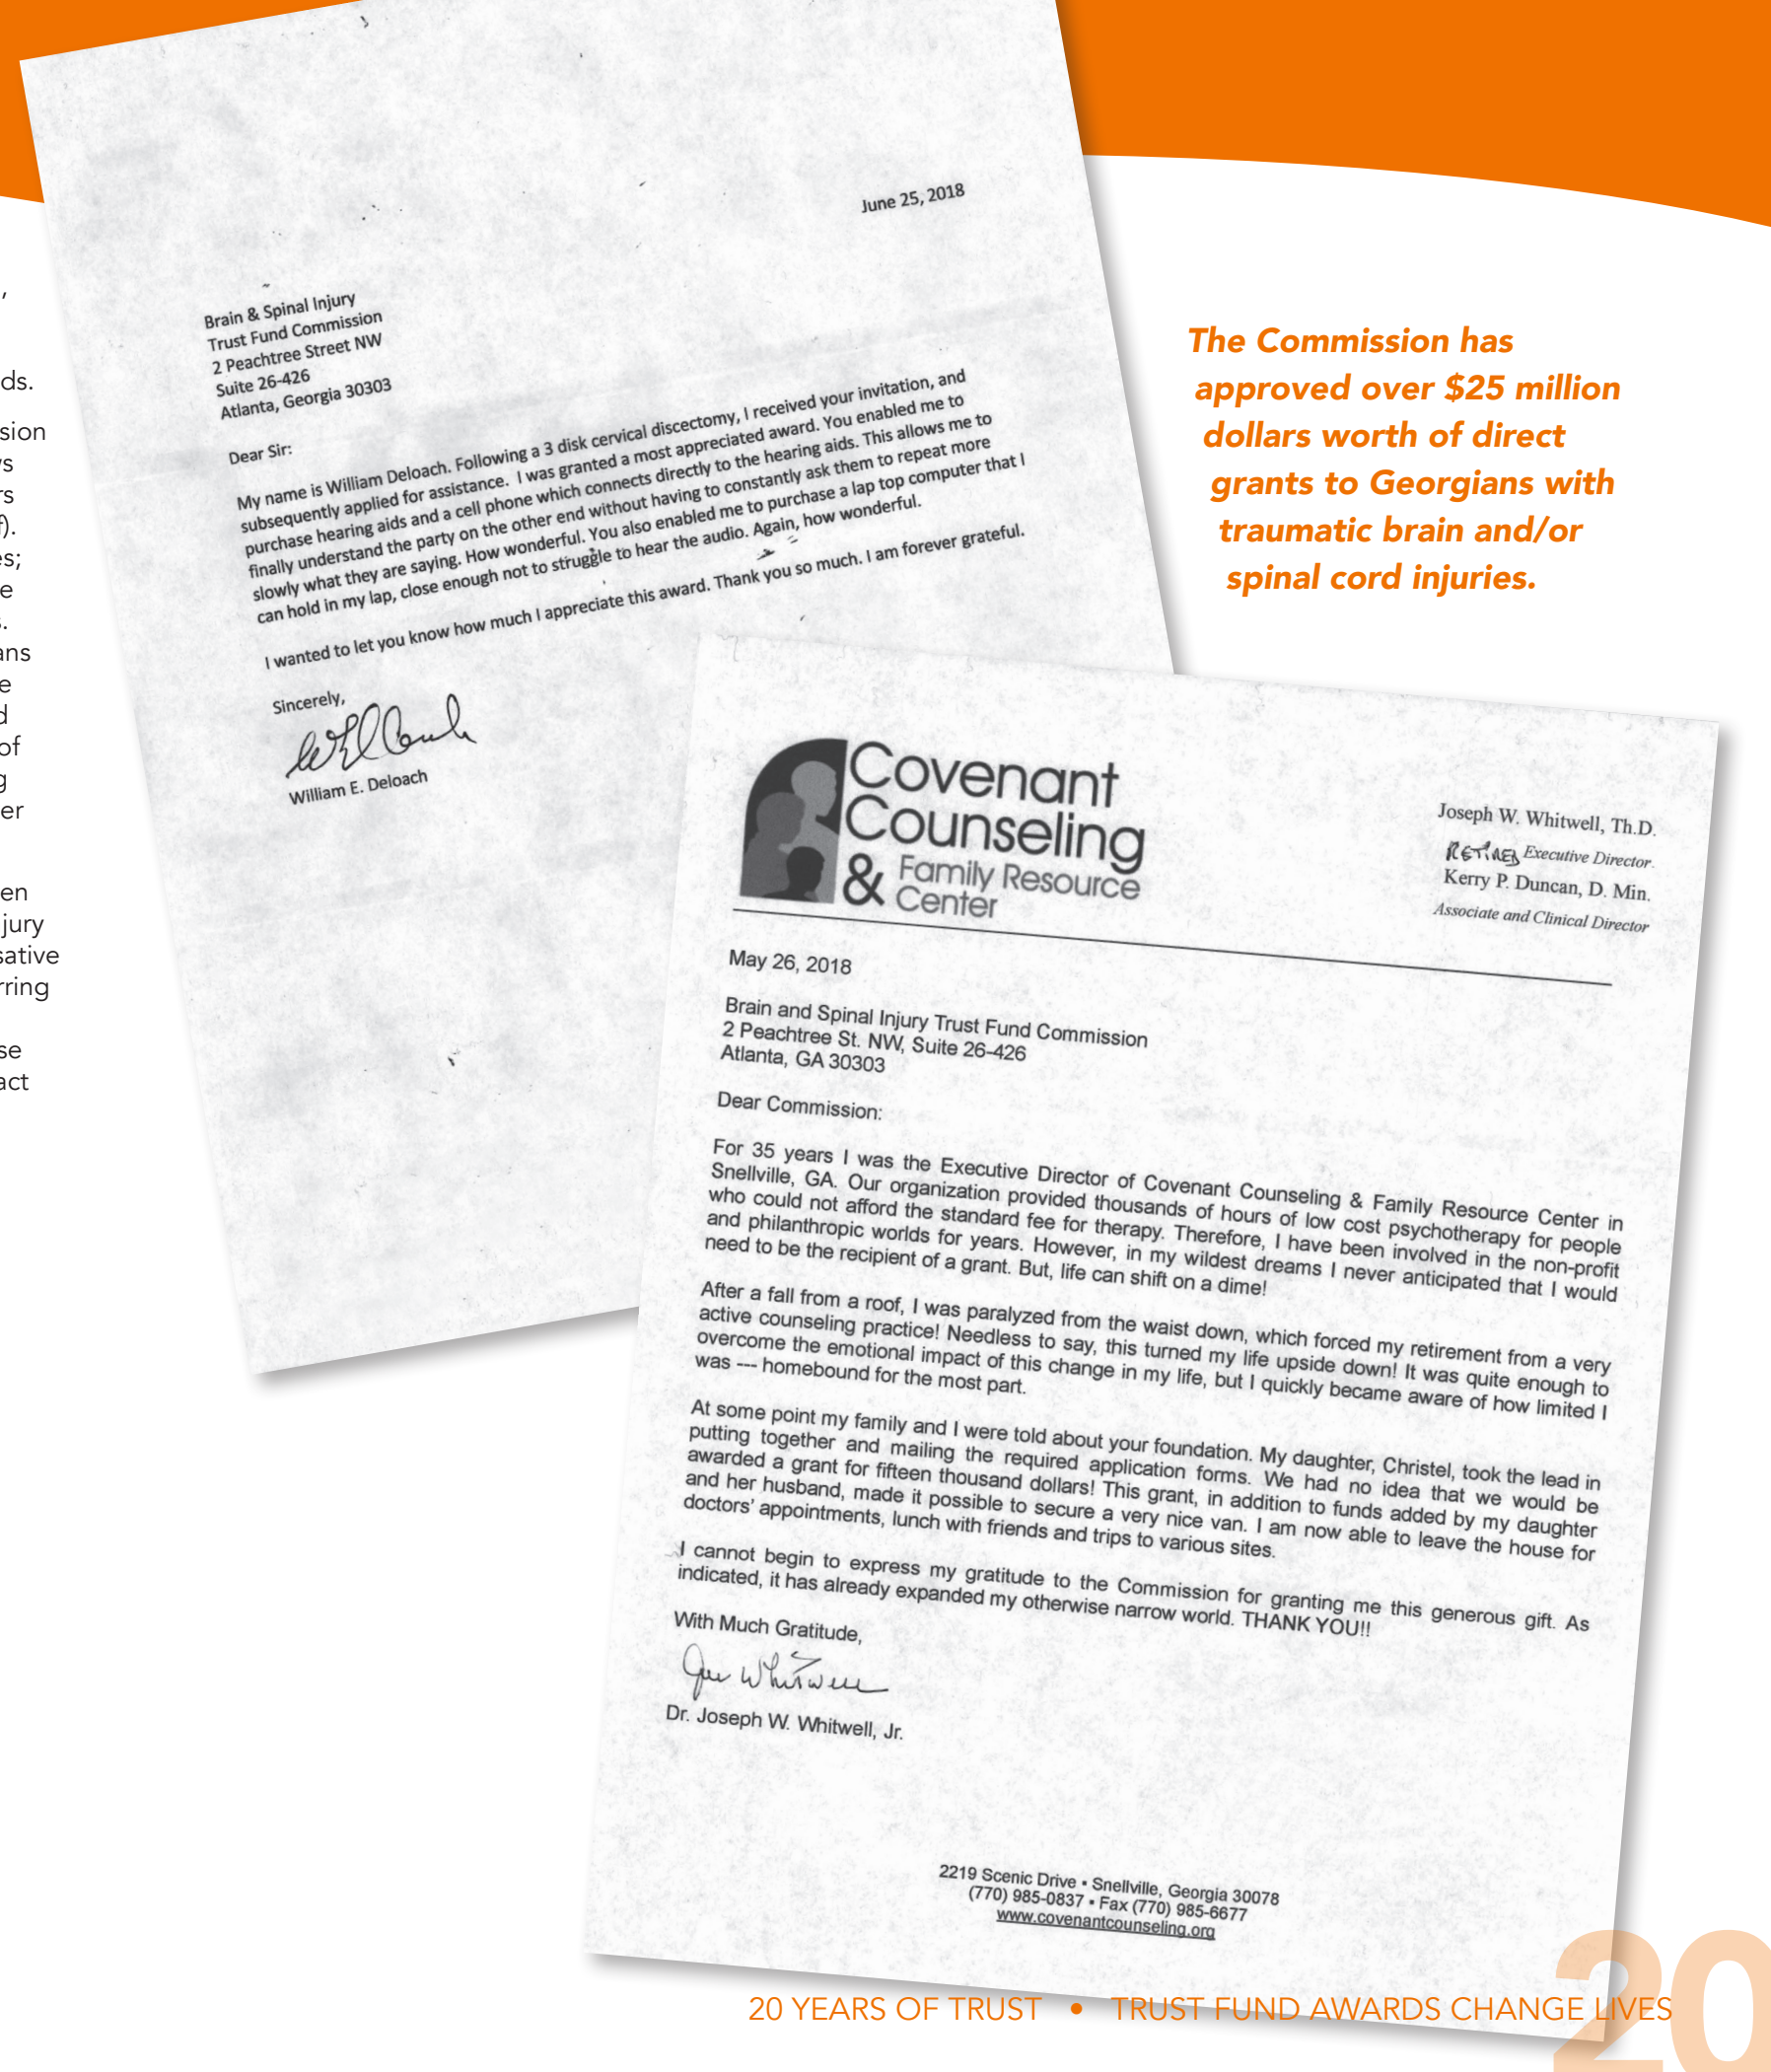 ,
ds.
sion
vs
rs
f).
es;
e
s.
ans
e
d
of
g
er
en
jury
sative
rring
se
act
June 25, 2018
Brain & Spinal Injury
Trust Fund Commission
2 Peachtree Street NW
Suite 26-426
Atlanta, Georgia 30303
Dear Sir:
My name is William Deloach. Following a 3 disk cervical discectomy, I received your invitation, and
subsequently applied for assistance. I was granted a most appreciated award. You enabled me to
purchase hearing aids and a cell phone which connects directly to the hearing aids. This allows me to
finally understand the party on the other end without having to constantly ask them to repeat more
slowly what they are saying. How wonderful. You also enabled me to purchase a lap top computer that I
can hold in my lap, close enough not to struggle to hear the audio. Again, how wonderful.
I wanted to let you know how much I appreciate this award. Thank you so much. I am forever grateful.
Sincerely,
William E. Deloach
The Commission has
approved over $25 million
dollars worth of direct
grants to Georgians with
traumatic brain and/or
spinal cord injuries.
Covenant
Counseling
& Family Resource
Center
Joseph W. Whitwell, Th.D.
RETIRED Executive Director
Kerry P. Duncan, D. Min.
Associate and Clinical Director
May 26, 2018
Brain and Spinal Injury Trust Fund Commission
2 Peachtree St. NW, Suite 26-426
Atlanta, GA 30303
Dear Commission:
For 35 years I was the Executive Director of Covenant Counseling & Family Resource Center in
Snellville, GA. Our organization provided thousands of hours of low cost psychotherapy for people
who could not afford the standard fee for therapy. Therefore, I have been involved in the non-profit
and philanthropic worlds for years. However, in my wildest dreams I never anticipated that I would
need to be the recipient of a grant. But, life can shift on a dime!
After a fall from a roof, I was paralyzed from the waist down, which forced my retirement from a very
active counseling practice! Needless to say, this turned my life upside down! It was quite enough to
overcome the emotional impact of this change in my life, but I quickly became aware of how limited I
was --- homebound for the most part.
At some point my family and I were told about your foundation. My daughter, Christel, took the lead in
putting together and mailing the required application forms. We had no idea that we would be
awarded a grant for fifteen thousand dollars! This grant, in addition to funds added by my daughter
and her husband, made it possible to secure a very nice van. I am now able to leave the house for
doctors' appointments, lunch with friends and trips to various sites.
I cannot begin to express my gratitude to the Commission for granting me this generous gift. As
indicated, it has already expanded my otherwise narrow world. THANK YOU!!
With Much Gratitude,
Joe Whitwell
Dr. Joseph W. Whitwell, Jr.
2219 Scenic Drive • Snellville, Georgia 30078
(770) 985-0837 • Fax (770) 985-6677
www.covenantcounseling.org
20 YEARS OF TRUST • TRUST FUND AWARDS CHANGE LIVES
20